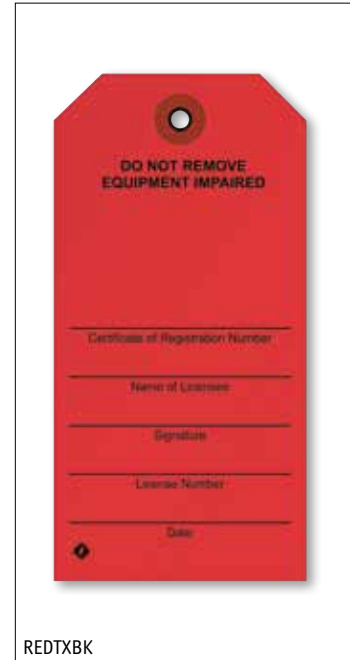 DO NOT REMOVE
EQUIPMENT IMPAIRED
Certificate of Registration Number
Name of Licensee
Signature
License Number
Date
REDTXBK